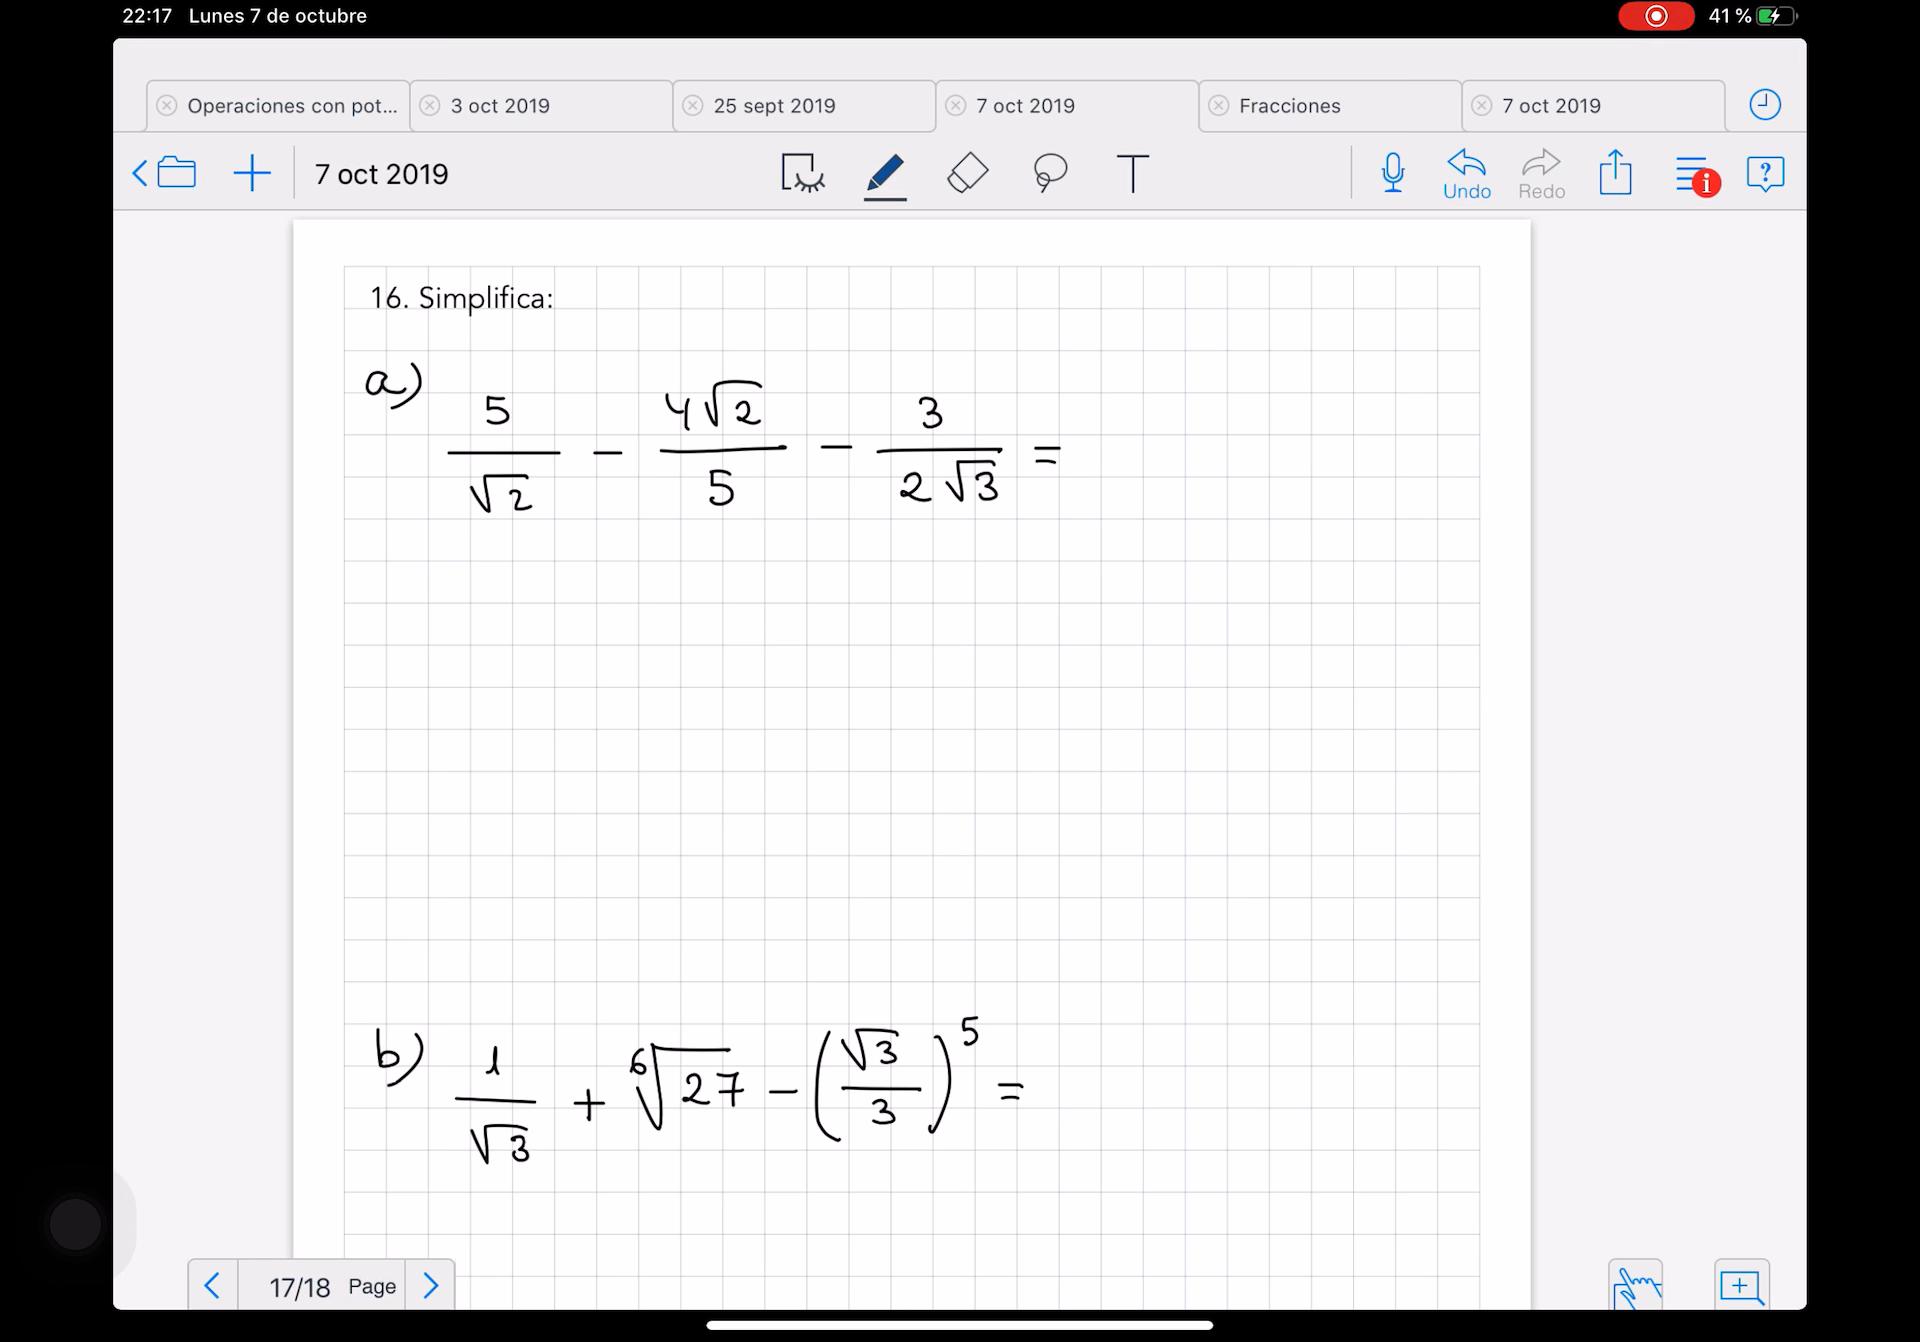 22:17 Lunes 7 de octubre 41 %
Operaciones con pot... 3 oct 2019 25 sept 2019 7 oct 2019 Fracciones 7 oct 2019
7 oct 2019 T Undo Redo i ?
16. Simplifica:
a) 5/√2 - 4√2/5 - 3/2√3 =
b) 1/√3 + ⁶√27 - (√3/3)⁵ =
17/18 Page